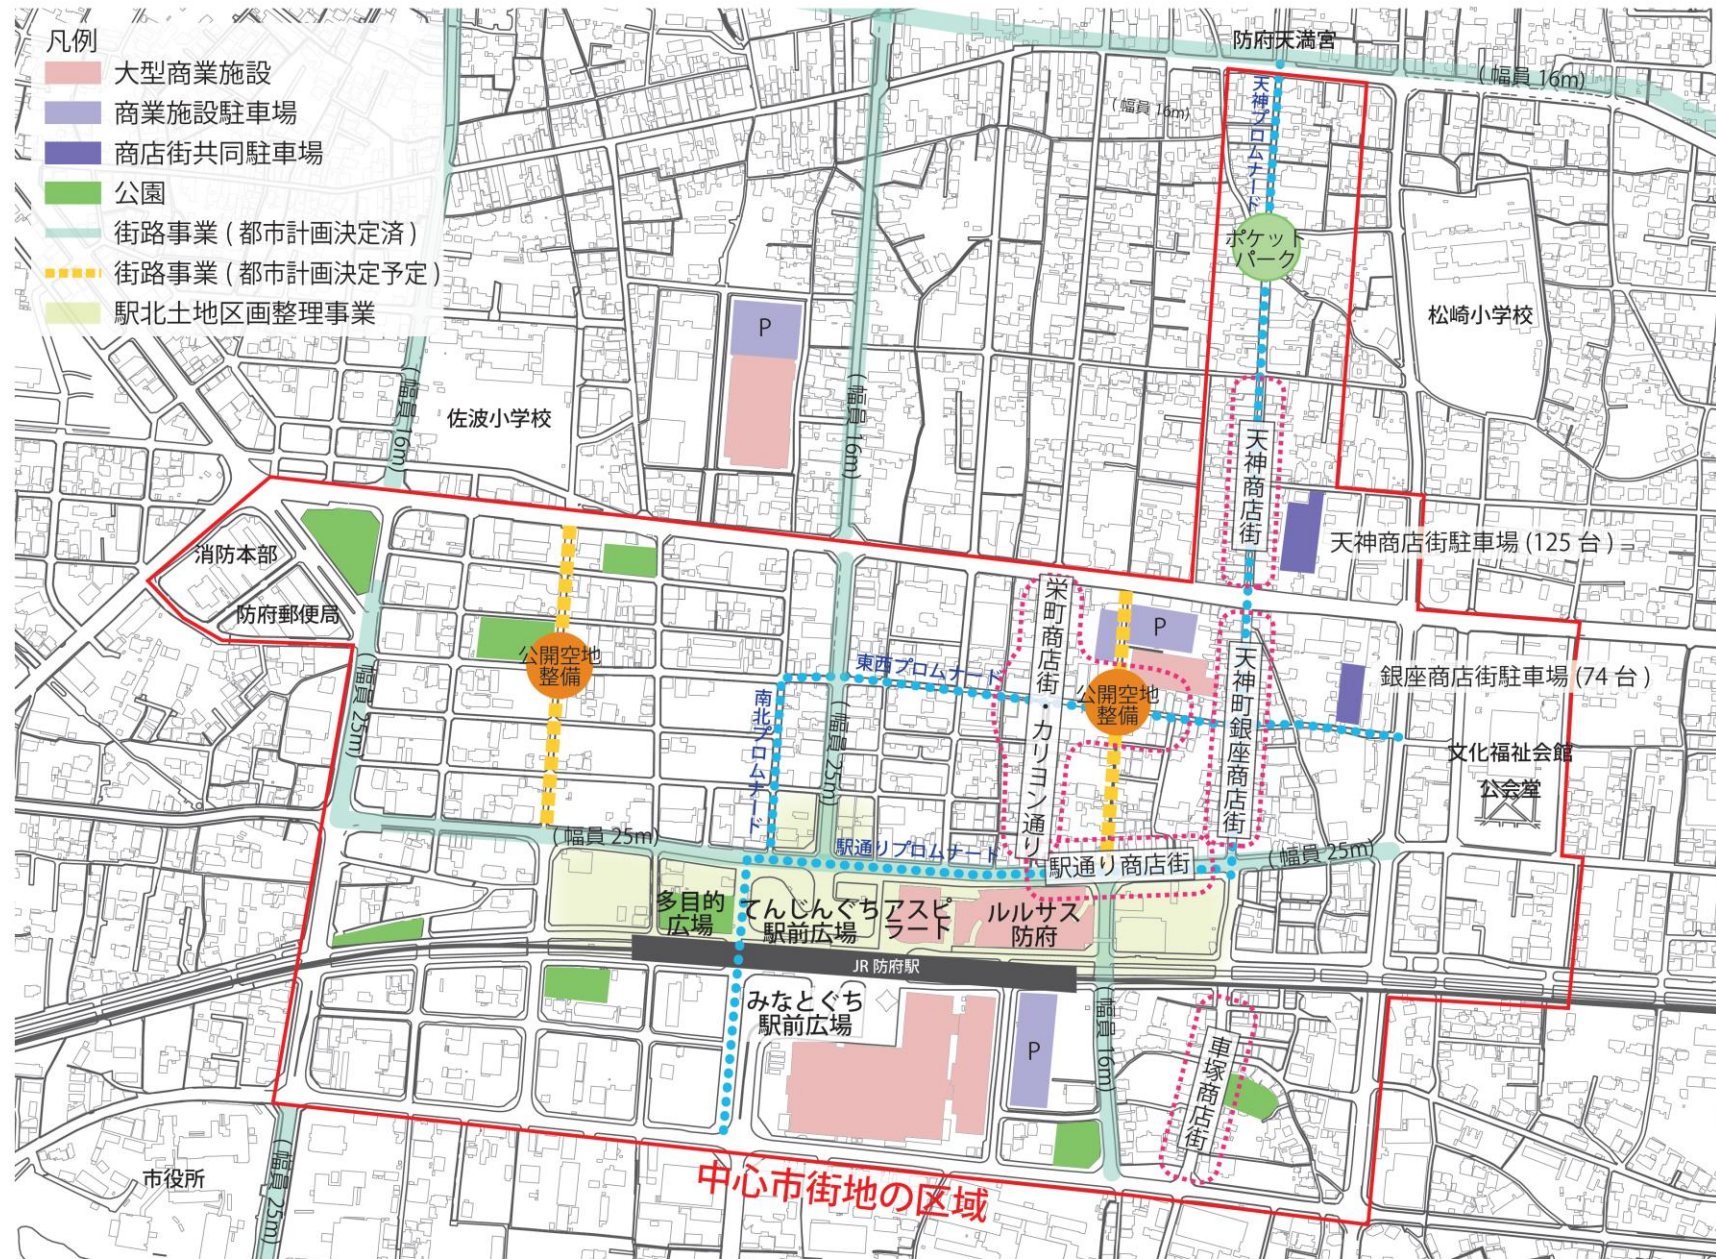 凡例
大型商業施設
商業施設駐車場
商店街共同駐車場
公園
街路事業 ( 都市計画決定済 )
街路事業 ( 都市計画決定予定 )
駅北土地区画整理事業
防府天満宮
( 幅員 16m)
( 幅員 16m)
天神プロムナード
ポケット
パーク
松崎小学校
P
佐波小学校
( 幅員 16m)
( 幅員 16m)
天神商店街
天神商店街駐車場 (125 台 )
消防本部
防府郵便局
公開空地
整備
栄町商店街・カリヨン通り
P
東西プロムナード
公開空地
整備
天神町銀座商店街
銀座商店街駐車場 (74 台 )
文化福祉会館
公会堂
( 幅員 25m)
南北プロムナード
( 幅員 25m)
( 幅員 25m)
駅通りプロムナード
駅通り商店街
( 幅員 25m)
多目的
広場
てんじんぐち
駅前広場
アスピ
ラート
ルルサス
防府
JR 防府駅
みなとぐち
駅前広場
P
( 幅員 16m)
車塚商店街
市役所
( 幅員 25m)
中心市街地の区域